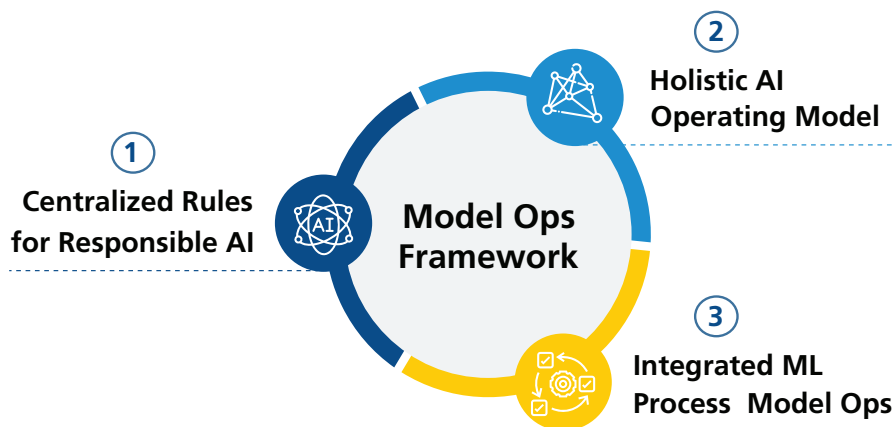 1
Centralized Rules
for Responsible AI
AI
2
Holistic AI
Operating Model
Model Ops
Framework
3
Integrated ML
Process Model Ops